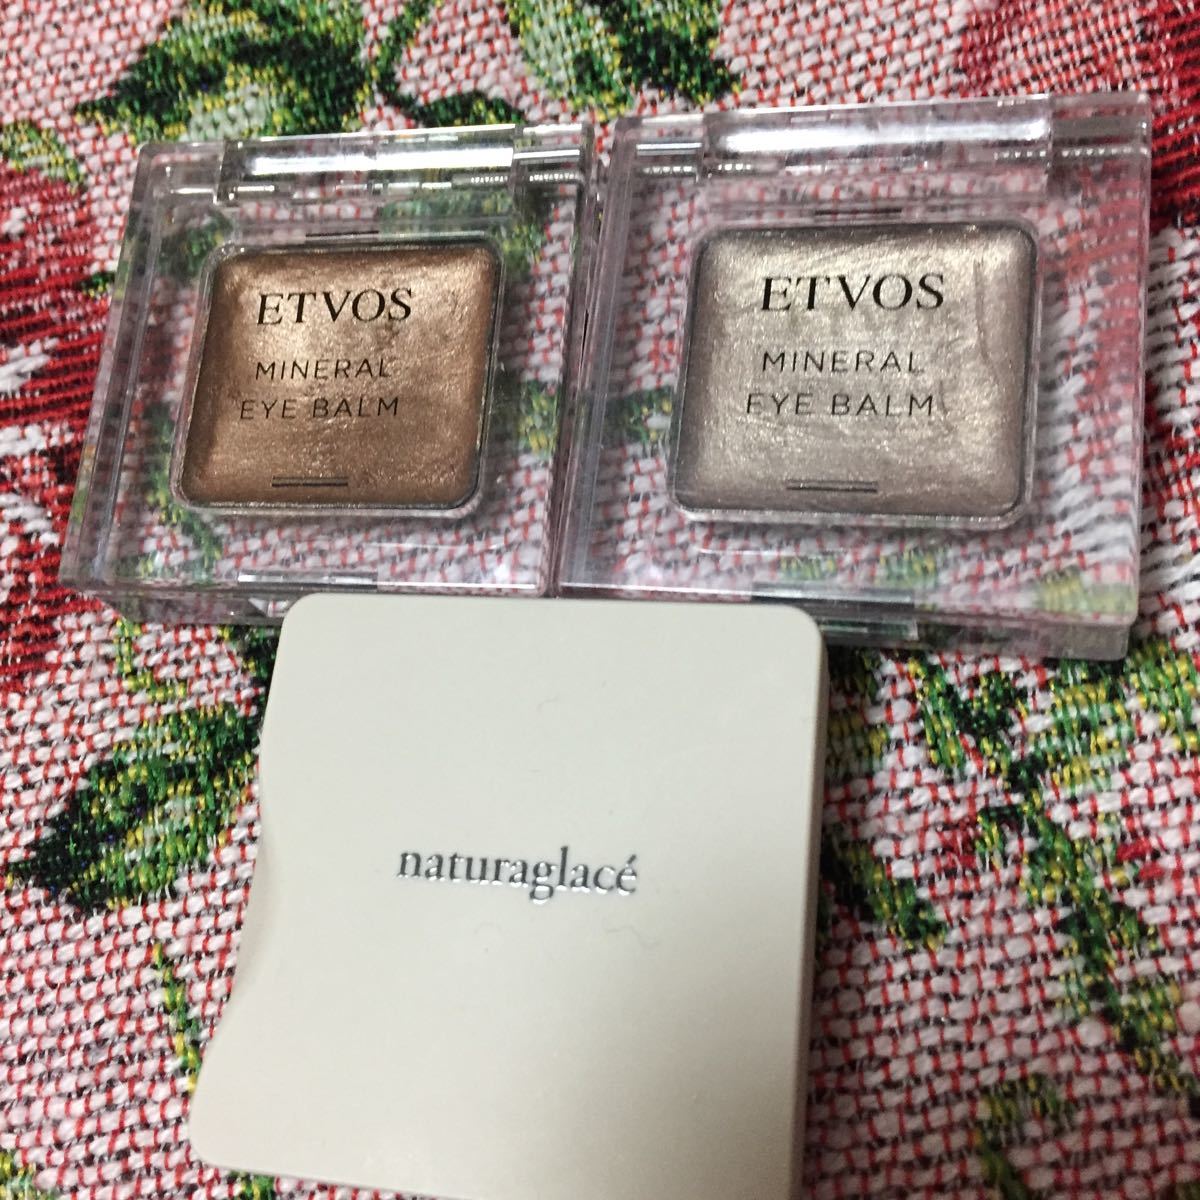 ETVOS
MINERAL
EYE BALM
ETVOS
MINERAL
EYE BALM
naturaglacé